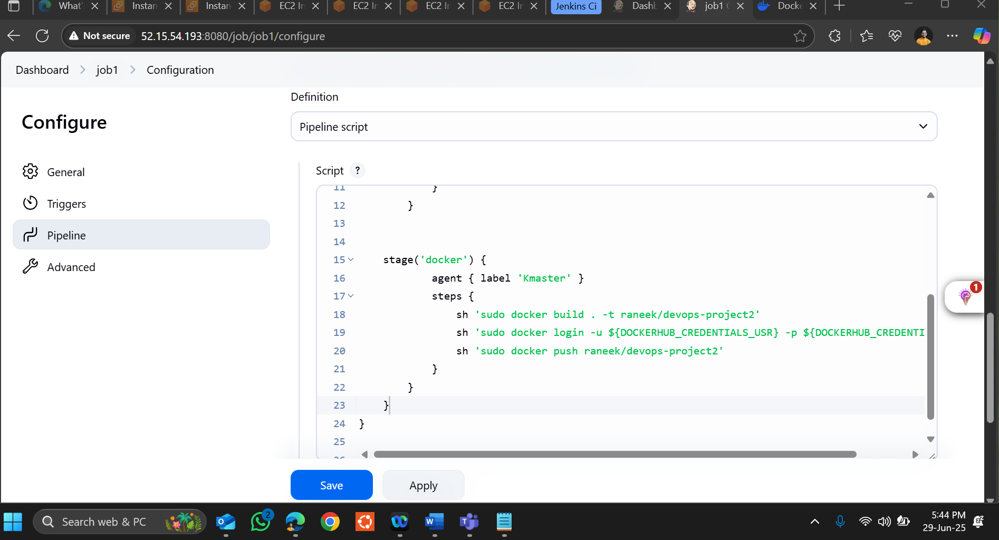 What' Instan Instan EC2 In EC2 In EC2 In EC2 In Jenkins Ci Dashb job1 Docke
Not secure 52.15.54.193:8080/job/job1/configure
Dashboard > job1 > Configuration
Configure
General
Triggers
Pipeline
Advanced
Definition
Pipeline script
Script ?
11 }
12 }
13
14
15 stage('docker') {
16 agent { label 'Kmaster' }
17 steps {
18 sh 'sudo docker build . -t raneek/devops-project2'
19 sh 'sudo docker login -u ${DOCKERHUB_CREDENTIALS_USR} -p ${DOCKERHUB_CREDENTI
20 sh 'sudo docker push raneek/devops-project2'
21 }
22 }
23 }
24 }
25
1
Save Apply
Search web & PC
2
5:44 PM
29-Jun-25